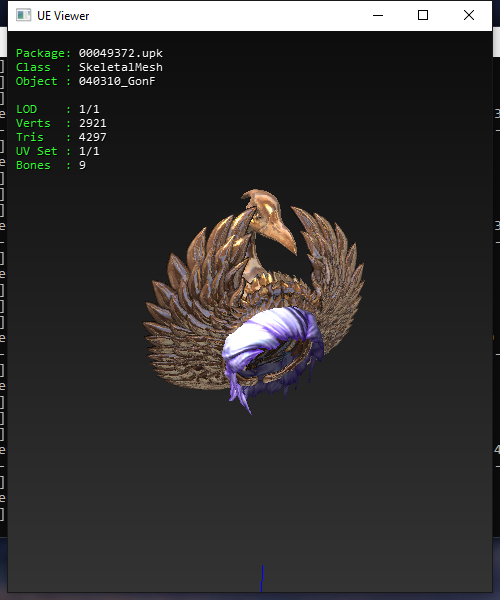 UE Viewer
Package: 00049372.upk
Class  : SkeletalMesh
Object : 040310_GonF
LOD    : 1/1
Verts  : 2921
Tris   : 4297
UV Set : 1/1
Bones  : 9